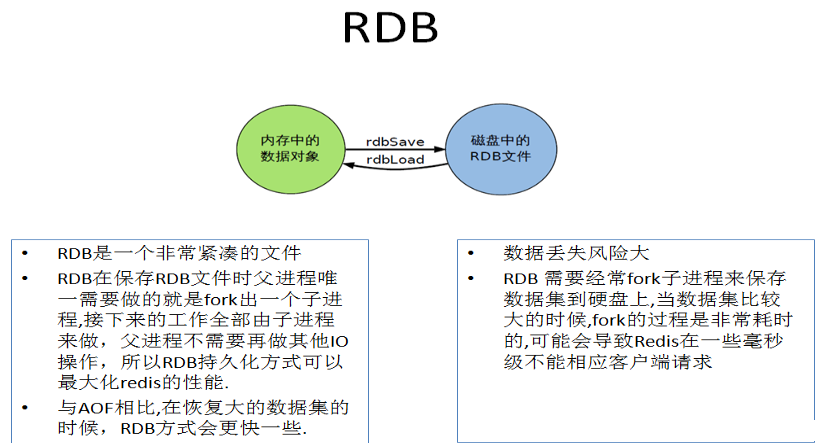 RDB
内存中的
数据对象
rdbSave
rdbLoad
磁盘中的
RDB文件
• RDB是一个非常紧凑的文件
• RDB在保存RDB文件时父进程唯
一需要做的就是fork出一个子进
程,接下来的工作全部由子进程
来做，父进程不需要再做其他IO
操作，所以RDB持久化方式可以
最大化redis的性能.
• 与AOF相比,在恢复大的数据集的
时候，RDB方式会更快一些.
• 数据丢失风险大
• RDB 需要经常fork子进程来保存
数据集到硬盘上,当数据集比较
大的时候,fork的过程是非常耗时
的,可能会导致Redis在一些毫秒
级不能相应客户端请求